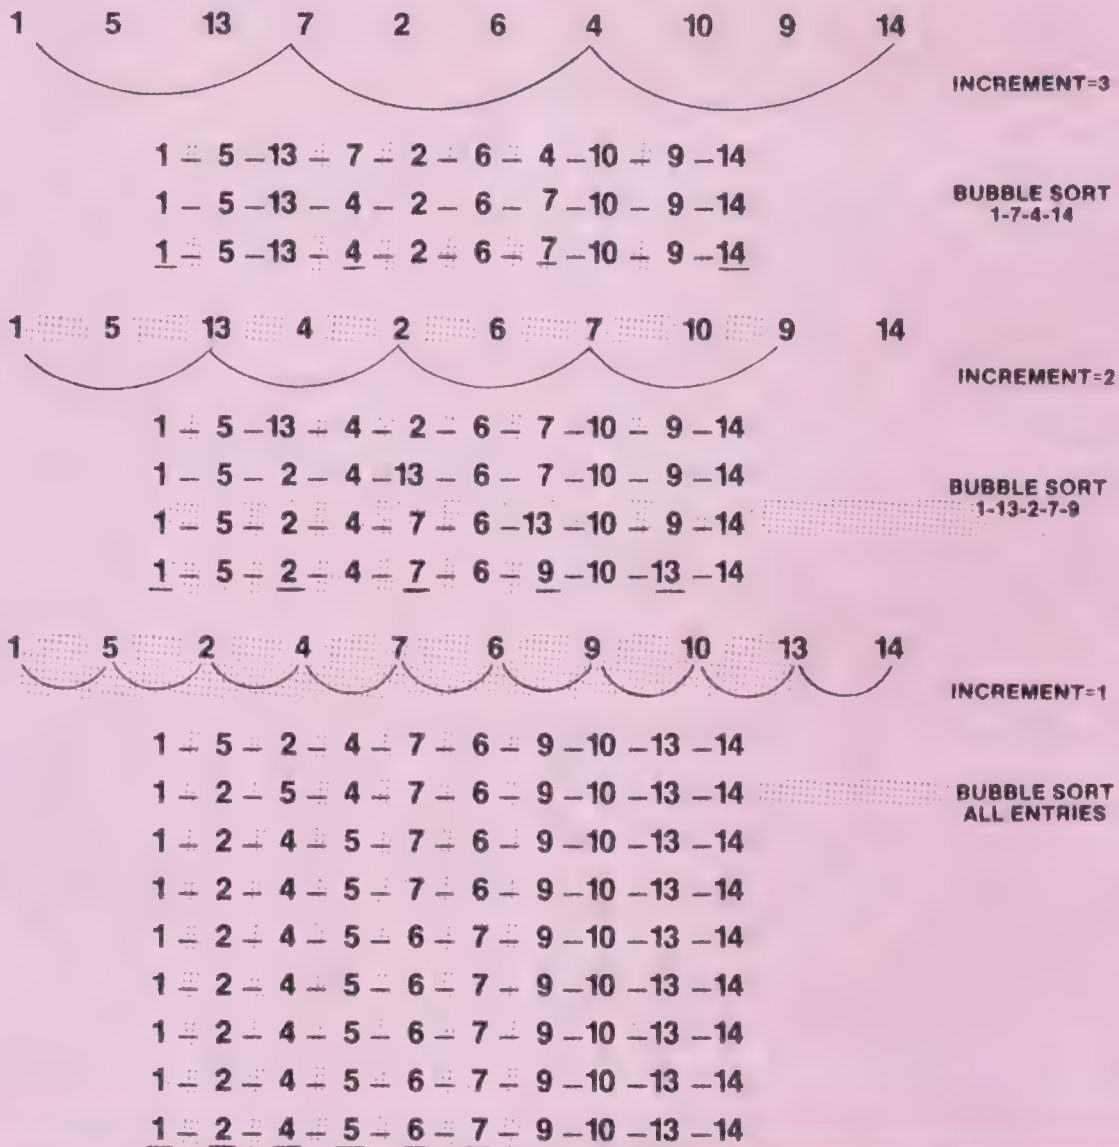 1 5 13 7 2 6 4 10 9 14
INCREMENT=3
1 – 5 –13 – 7 – 2 – 6 – 4 –10 – 9 –14
1 – 5 –13 – 4 – 2 – 6 – 7 –10 – 9 –14
BUBBLE SORT
1-7-4-14
1 – 5 –13 – 4 – 2 – 6 – 7 –10 – 9 –14
1 5 13 4 2 6 7 10 9 14
INCREMENT=2
1 – 5 –13 – 4 – 2 – 6 – 7 –10 – 9 –14
1 – 5 – 2 – 4 –13 – 6 – 7 –10 – 9 –14
BUBBLE SORT
1-13-2-7-9
1 – 5 – 2 – 4 – 7 – 6 –13 –10 – 9 –14
1 – 5 – 2 – 4 – 7 – 6 – 9 –10 –13 –14
1 5 2 4 7 6 9 10 13 14
INCREMENT=1
1 – 5 – 2 – 4 – 7 – 6 – 9 –10 –13 –14
1 – 2 – 5 – 4 – 7 – 6 – 9 –10 –13 –14
BUBBLE SORT
ALL ENTRIES
1 – 2 – 4 – 5 – 7 – 6 – 9 –10 –13 –14
1 – 2 – 4 – 5 – 7 – 6 – 9 –10 –13 –14
1 – 2 – 4 – 5 – 6 – 7 – 9 –10 –13 –14
1 – 2 – 4 – 5 – 6 – 7 – 9 –10 –13 –14
1 – 2 – 4 – 5 – 6 – 7 – 9 –10 –13 –14
1 – 2 – 4 – 5 – 6 – 7 – 9 –10 –13 –14
1 – 2 – 4 – 5 – 6 – 7 – 9 –10 –13 –14